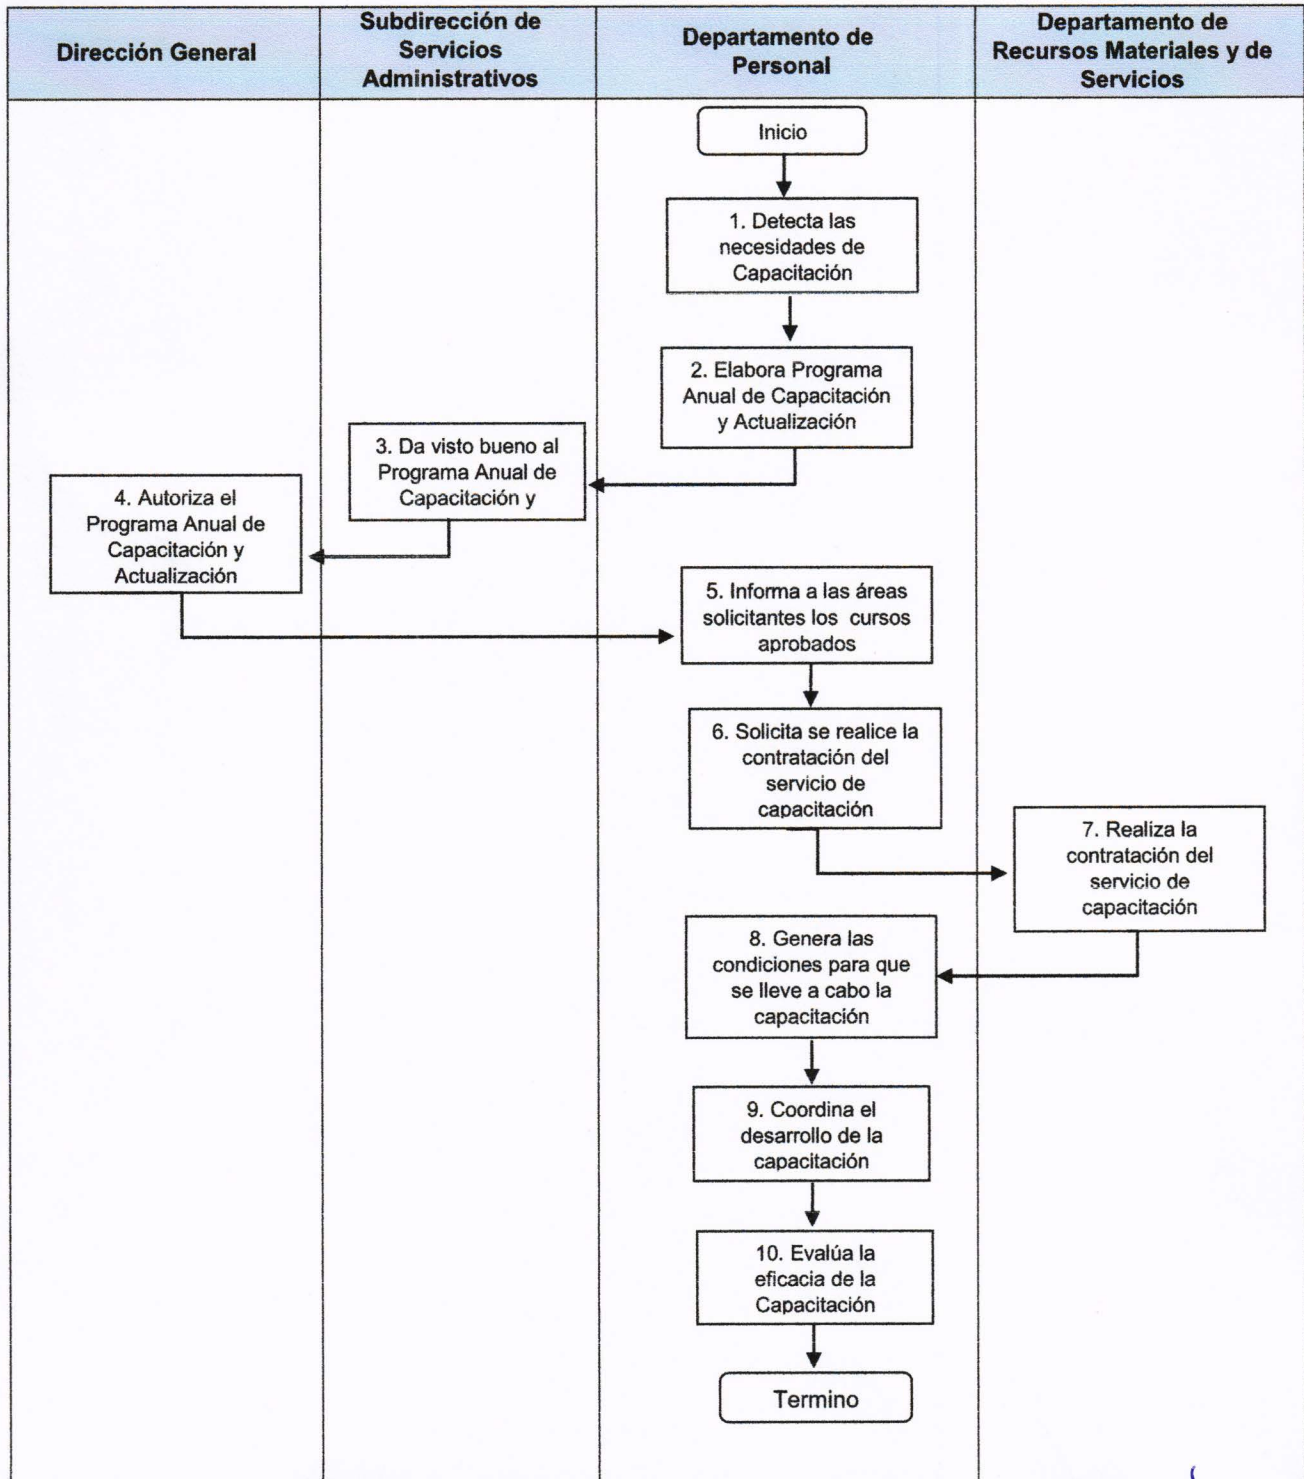 Dirección General
Subdirección de
Servicios
Administrativos
Departamento de
Personal
Departamento de
Recursos Materiales y de
Servicios
Inicio
1. Detecta las
necesidades de
Capacitación
2. Elabora Programa
Anual de Capacitación
y Actualización
3. Da visto bueno al
Programa Anual de
Capacitación y
4. Autoriza el
Programa Anual de
Capacitación y
Actualización
5. Informa a las áreas
solicitantes los  cursos
aprobados
6. Solicita se realice la
contratación del
servicio de
capacitación
7. Realiza la
contratación del
servicio de
capacitación
8. Genera las
condiciones para que
se lleve a cabo la
capacitación
9. Coordina el
desarrollo de la
capacitación
10. Evalúa la
eficacia de la
Capacitación
Termino